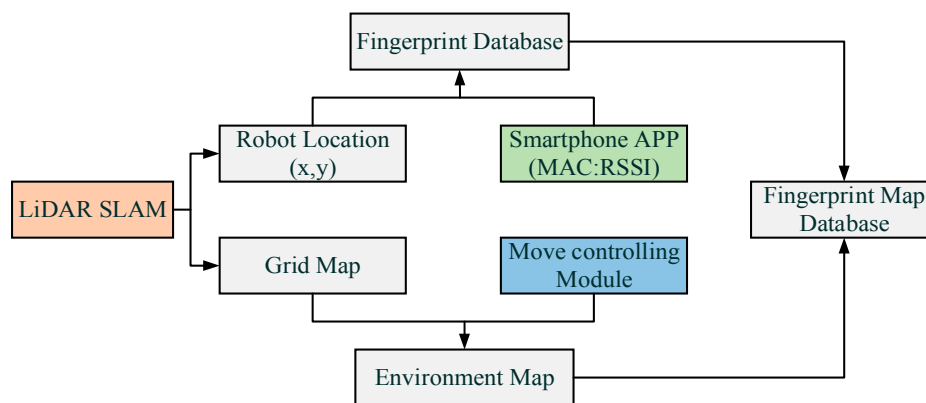 Fingerprint Database
Robot Location
(x,y)
Smartphone APP
(MAC:RSSI)
LiDAR SLAM
Fingerprint Map
Database
Grid Map
Move controlling
Module
Environment Map